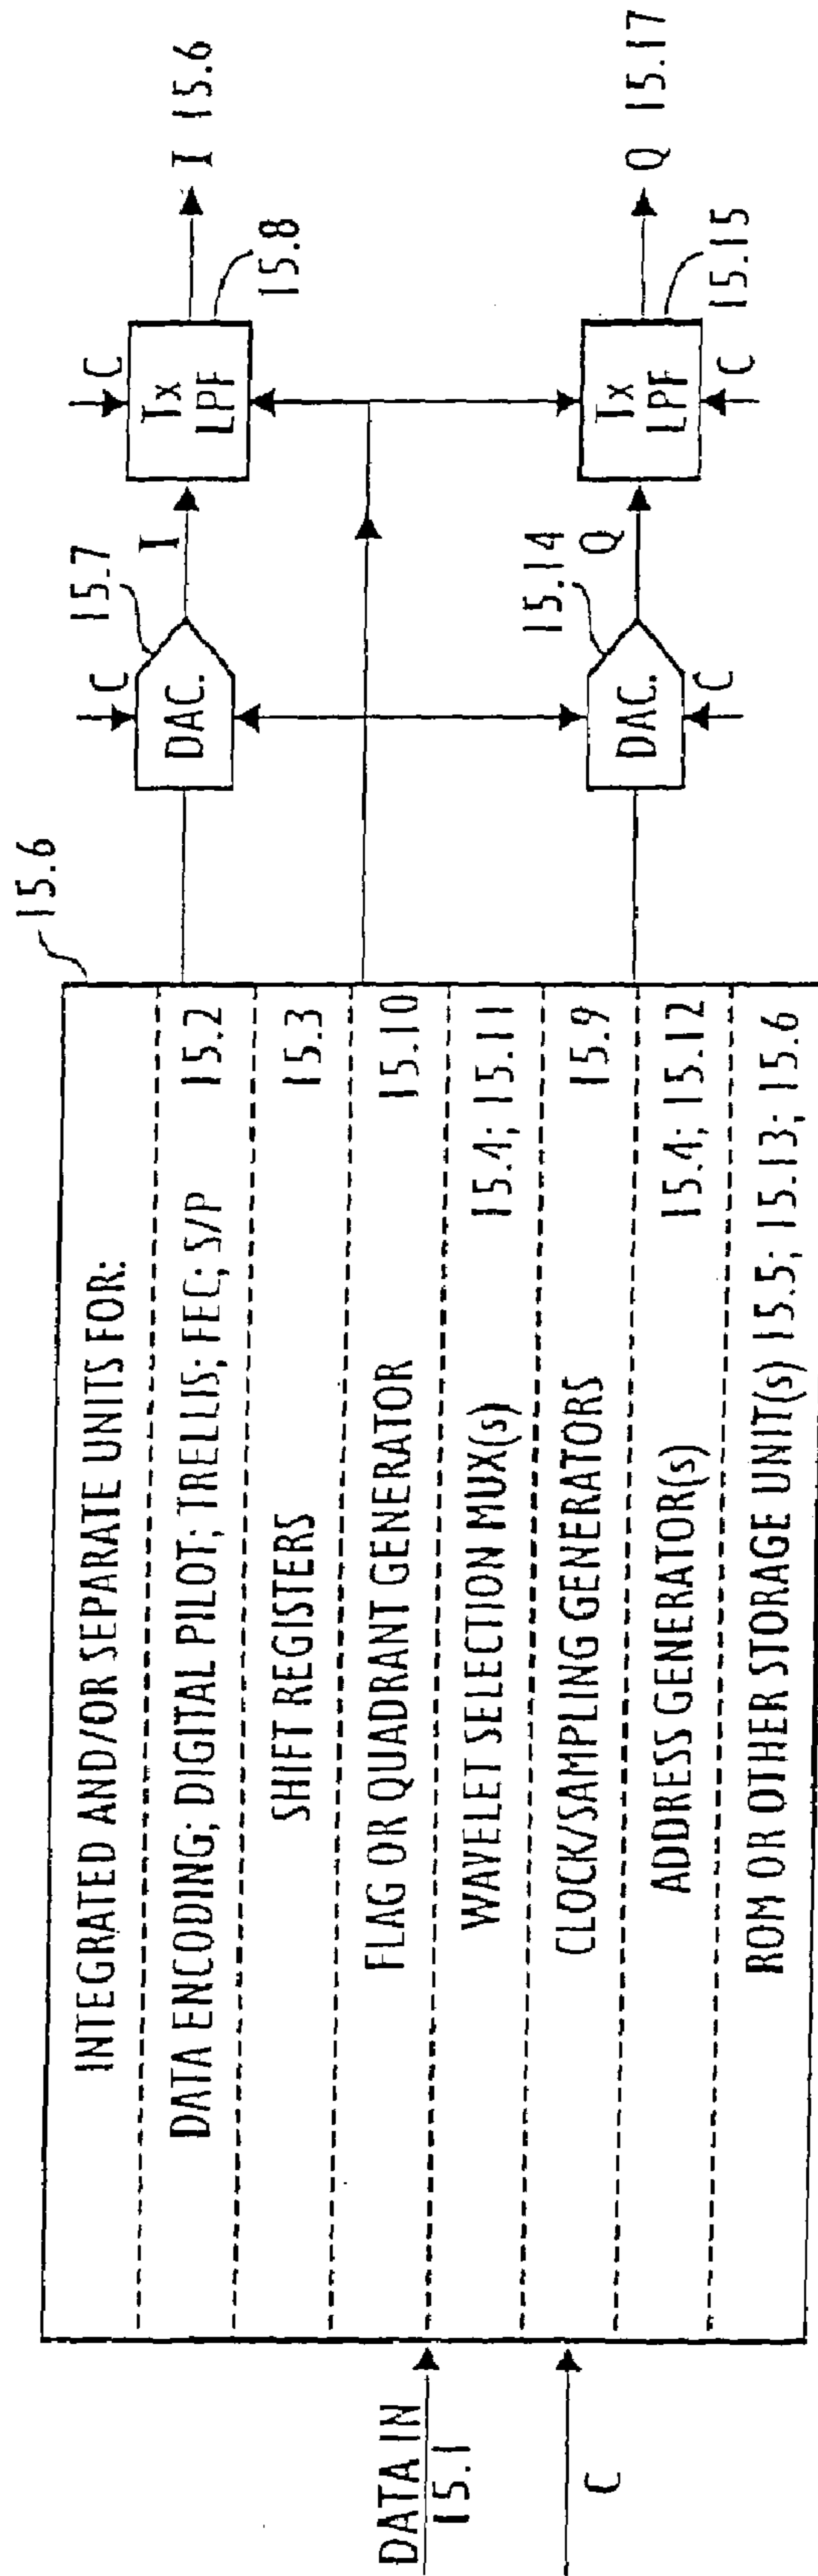 DATA IN
15.1
C
15.6
INTEGRATED AND/OR SEPARATE UNITS FOR:
DATA ENCODING; DIGITAL PILOT; TRELLIS; FEC; S/P 15.2
SHIFT REGISTERS 15.3
FLAG OR QUADRANT GENERATOR 15.10
WAVELET SELECTION MUX(s) 15.4; 15.11
CLOCK/SAMPLING GENERATORS 15.9
ADDRESS GENERATOR(s) 15.4; 15.12
ROM OR OTHER STORAGE UNIT(s) 15.5; 15.13; 15.6
C
15.7
DAC.
I
C
Tx
LPF
15.8
I 15.6
15.14
DAC.
C
Q
Tx
LPF
C
15.15
Q 15.17